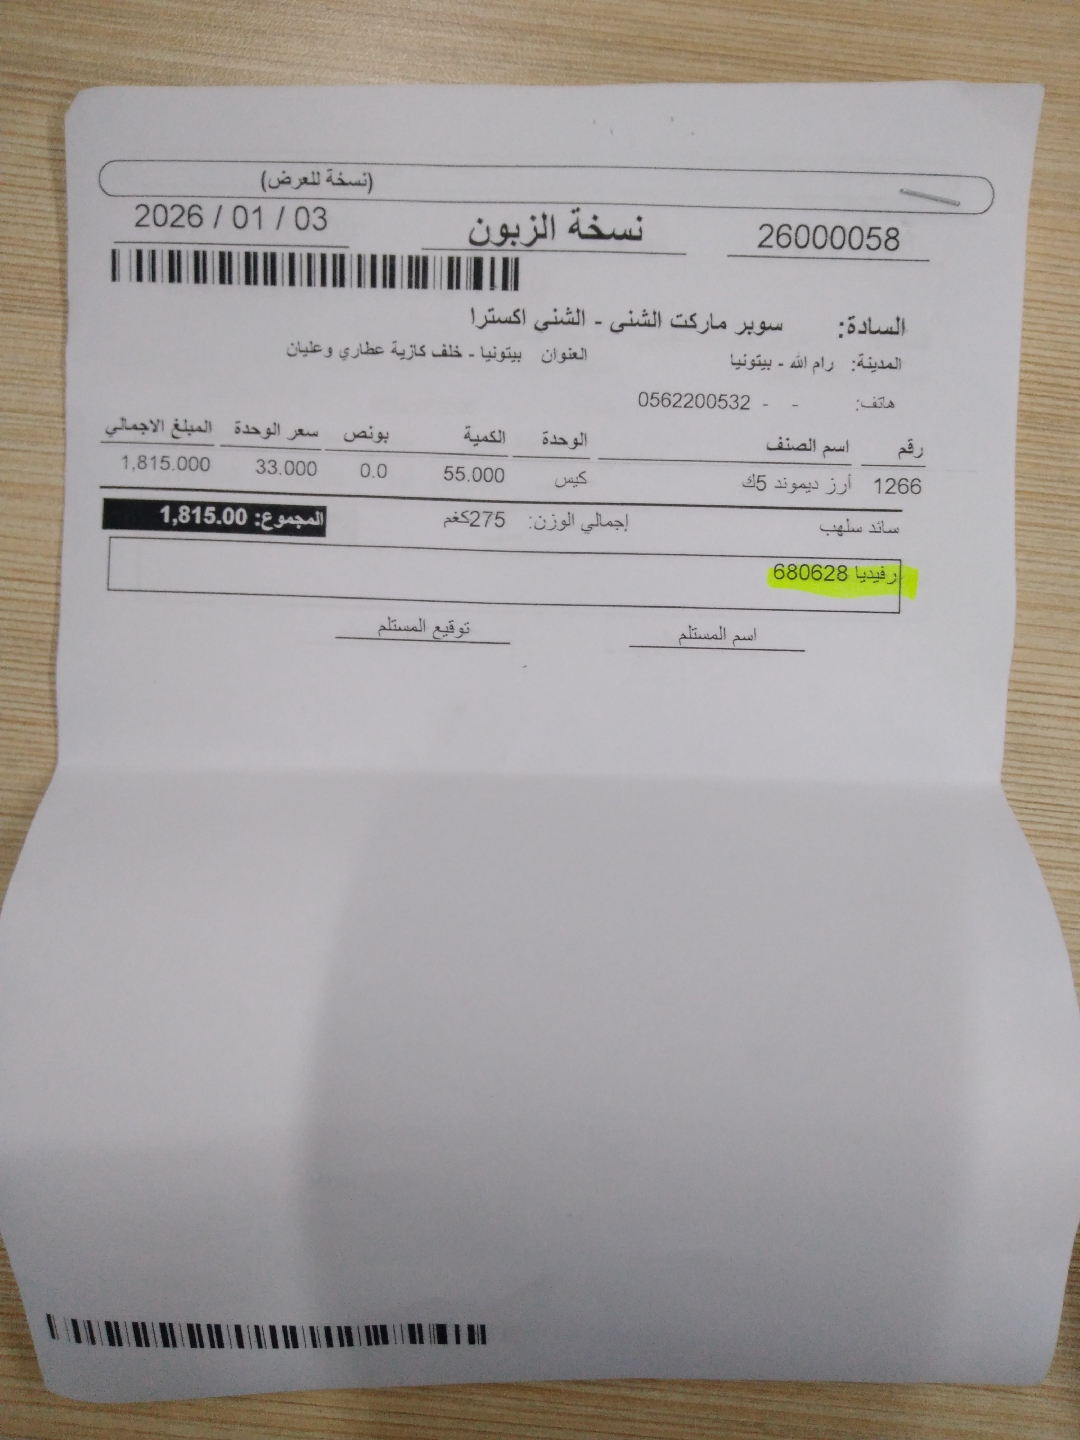 (نسخة للعرض)
26000058 نسخة الزبون 2026 / 01 / 03
السادة: سوبر ماركت الشني - الشني اكسترا
المدينة: رام الله - بيتونيا العنوان بيتونيا - خلف كازية عطاري وعليان
هاتف: - - 0562200532
رقم اسم الصنف الوحدة الكمية بونص سعر الوحدة المبلغ الاجمالي
1266 أرز ديموند 5ك كيس 55.000 0.0 33.000 1,815.000
سائد سلهب إجمالي الوزن: 275كغم المجموع: 1,815.00
رفيديا 680628
اسم المستلم توقيع المستلم